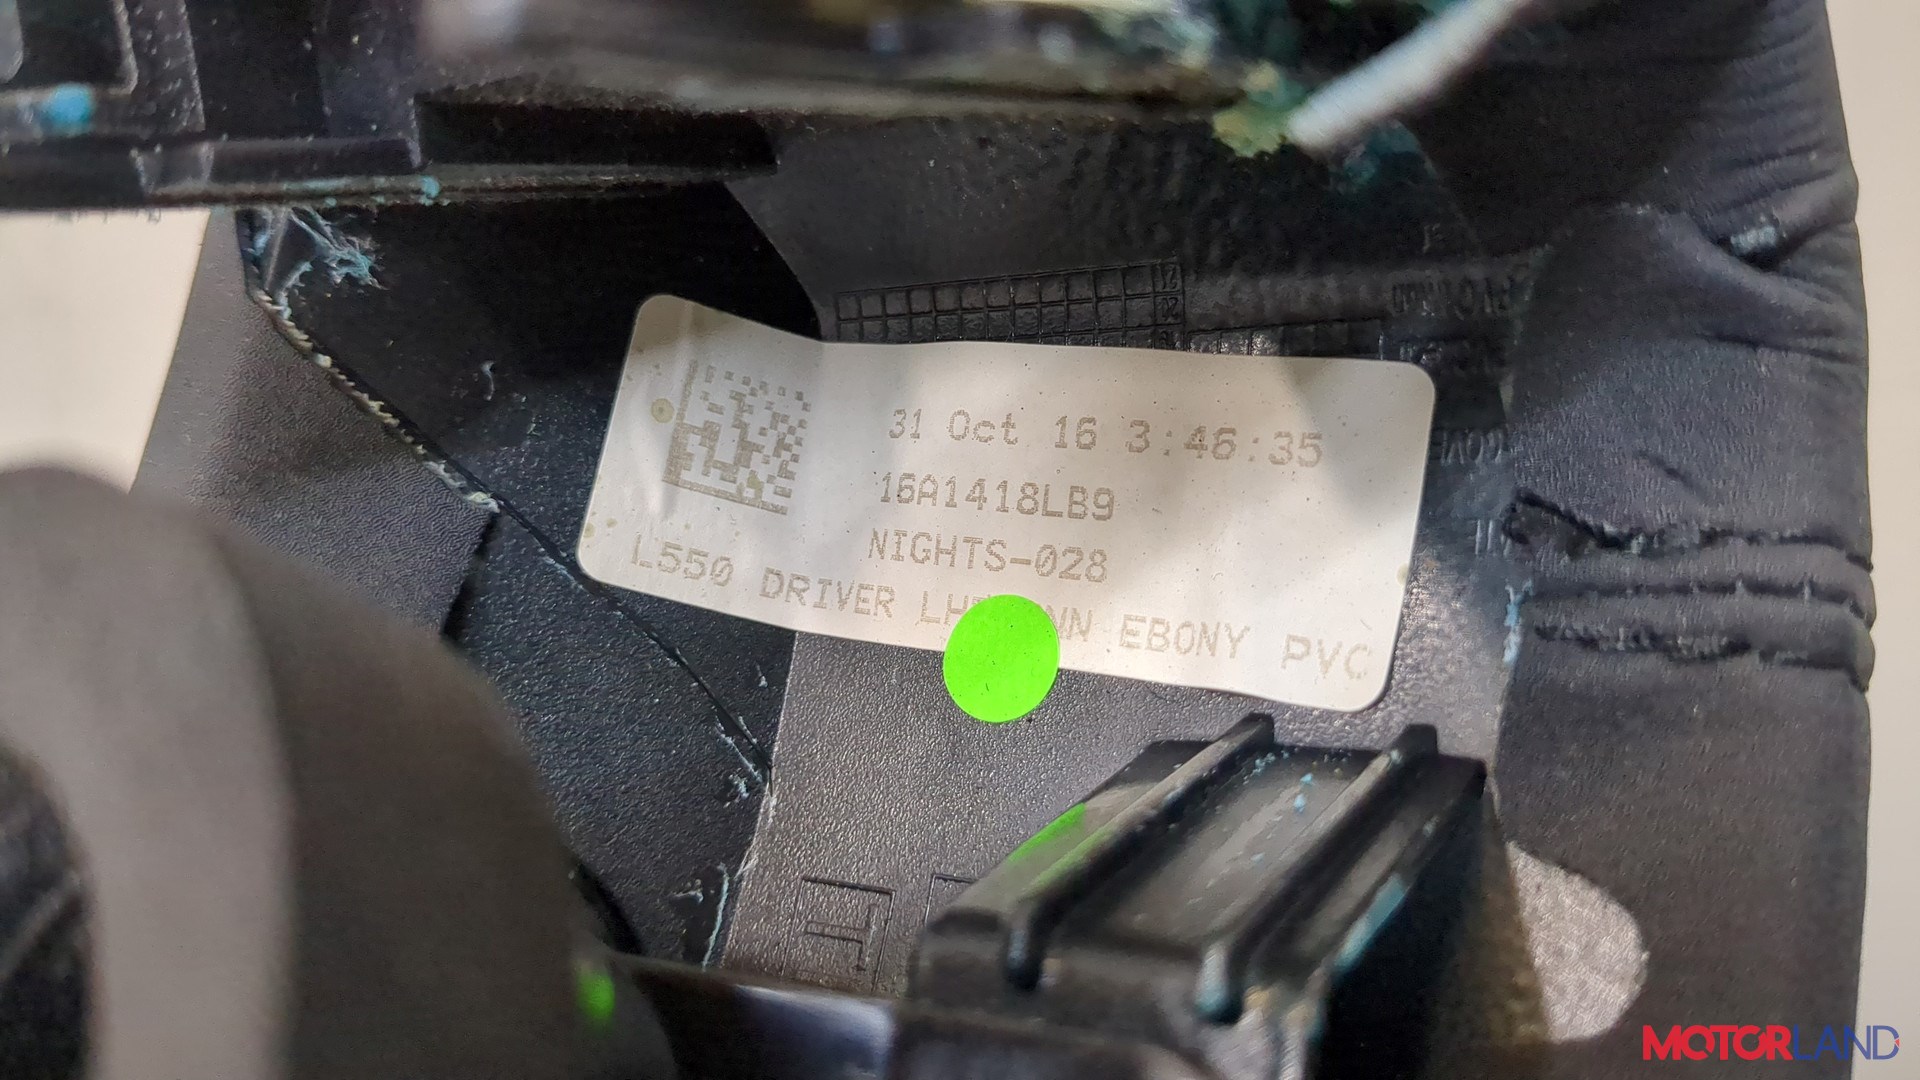 31 Oct 16 3:46:35
16A1418LB9
NIGHTS-028
L550 DRIVER EBONY PVC
T
MOTORLAND